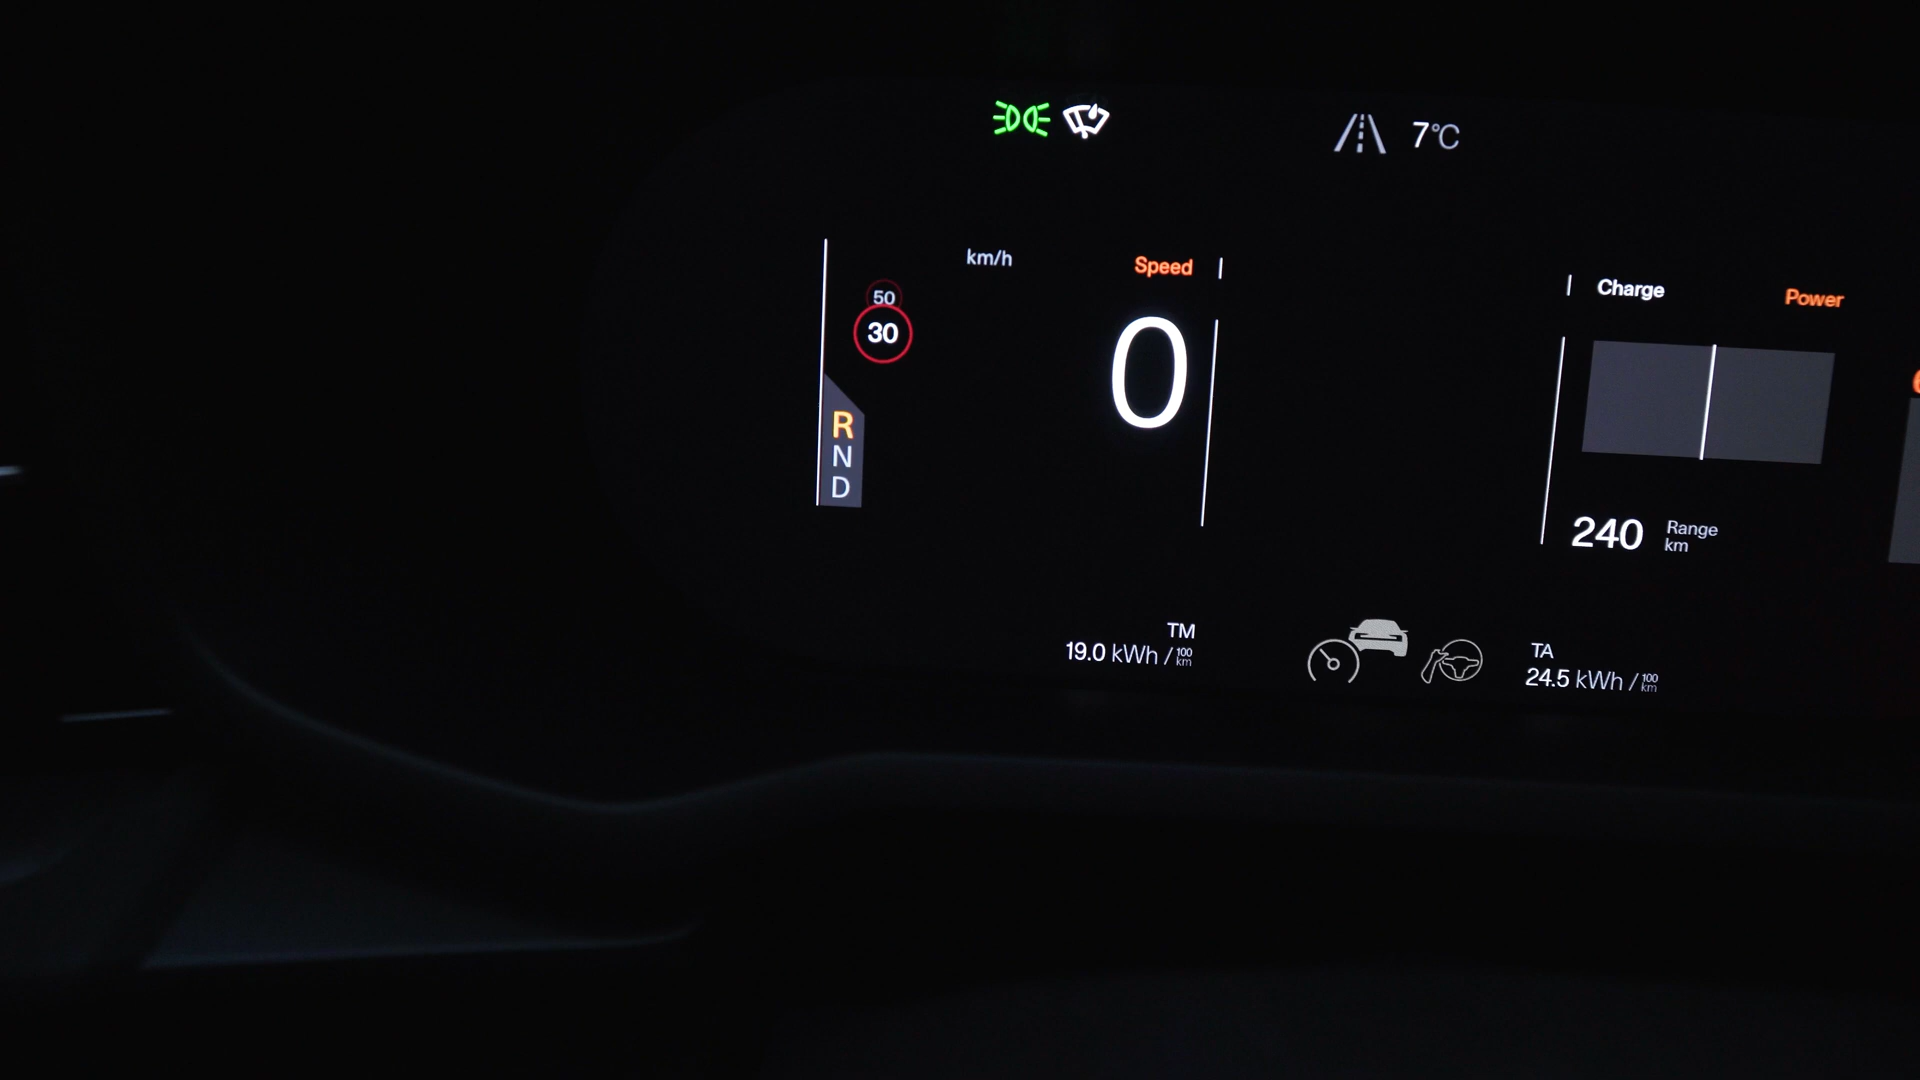 7°C
km/h Speed
50
30
0
R
N
D
Charge Power
240 Range km
TM
19.0 kWh / 100 km
TA
24.5 kWh / 100 km